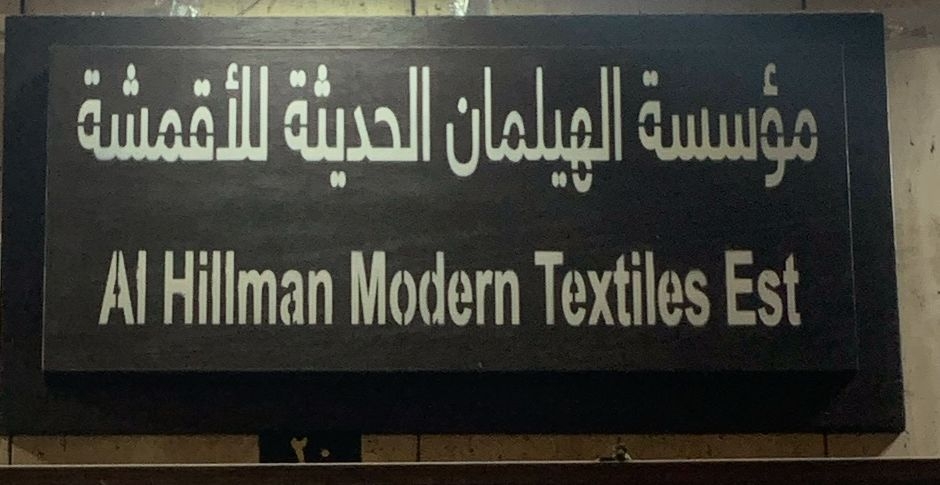 مؤسسة الهيلمان الحديثة للأقمشة
Al Hillman Modern Textiles Est